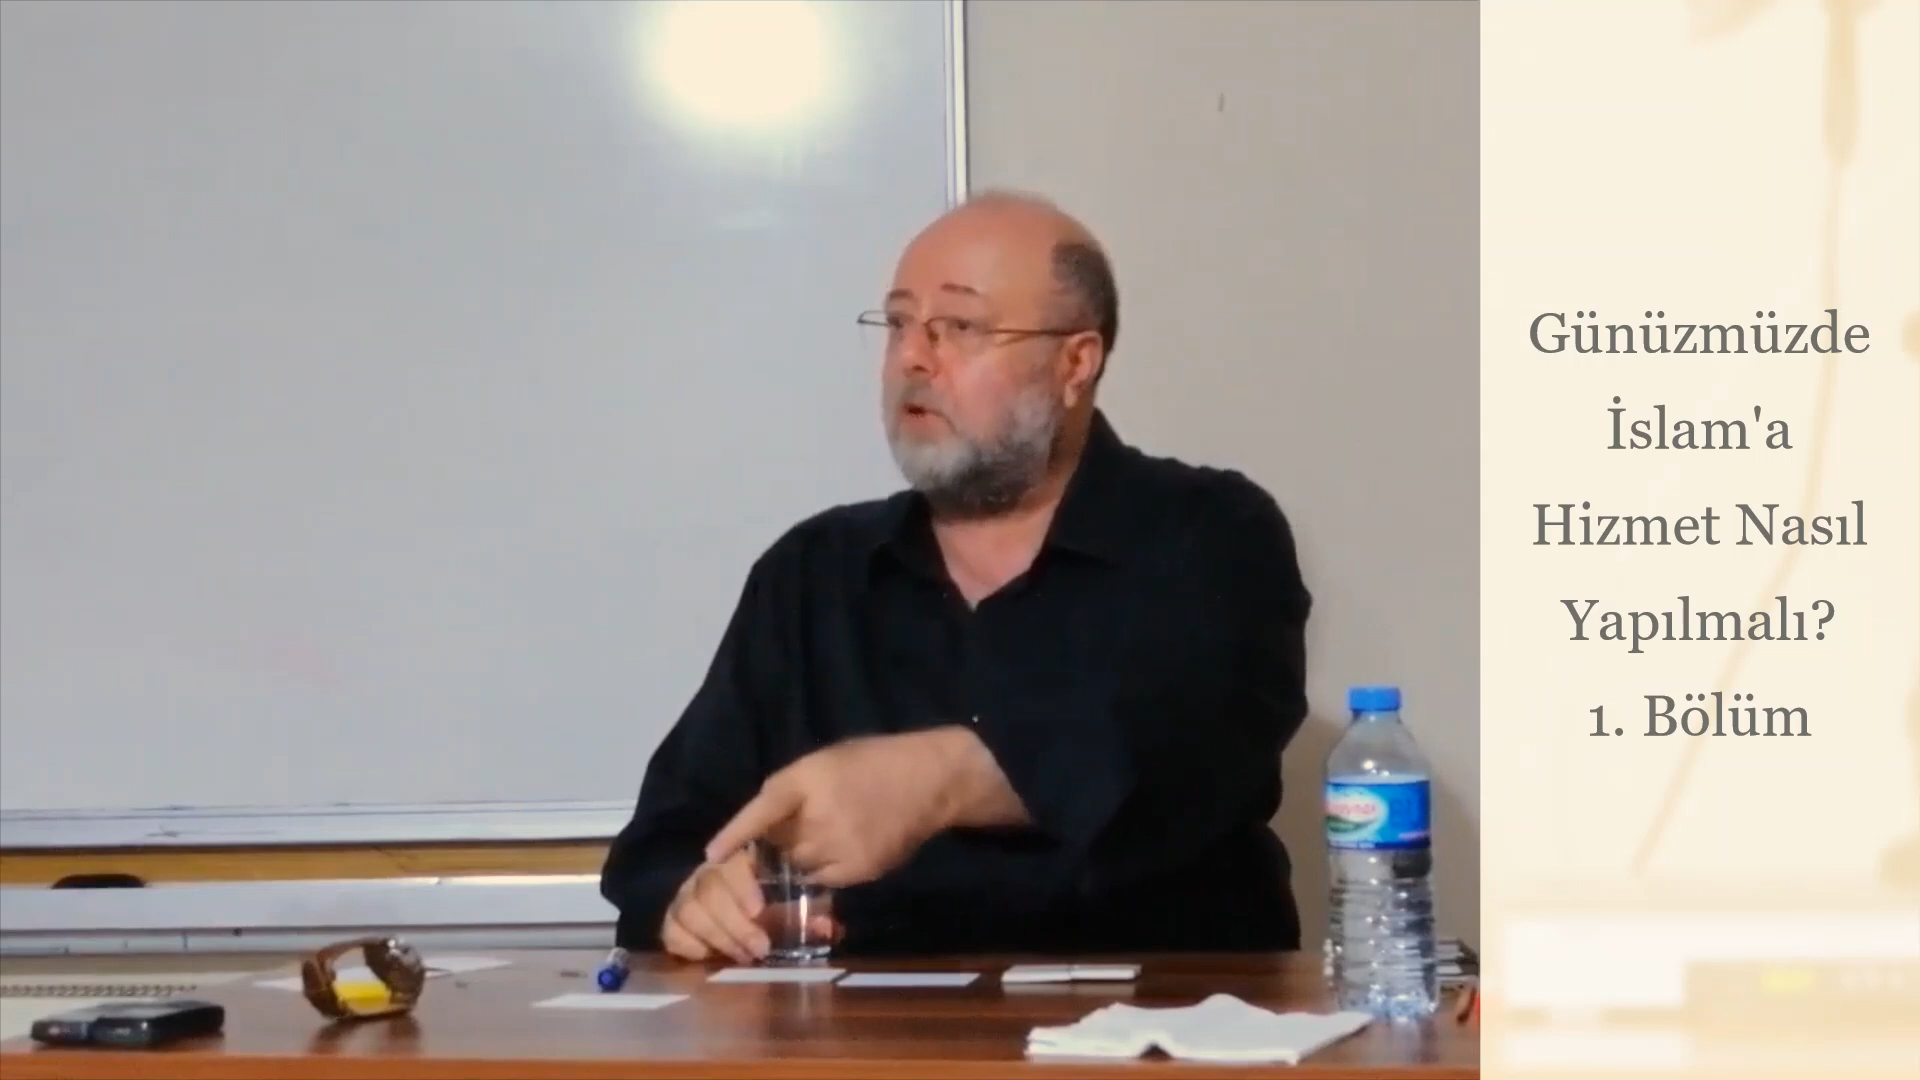 Günüzmüzde
İslam'a
Hizmet Nasıl
Yapılmalı?
1. Bölüm